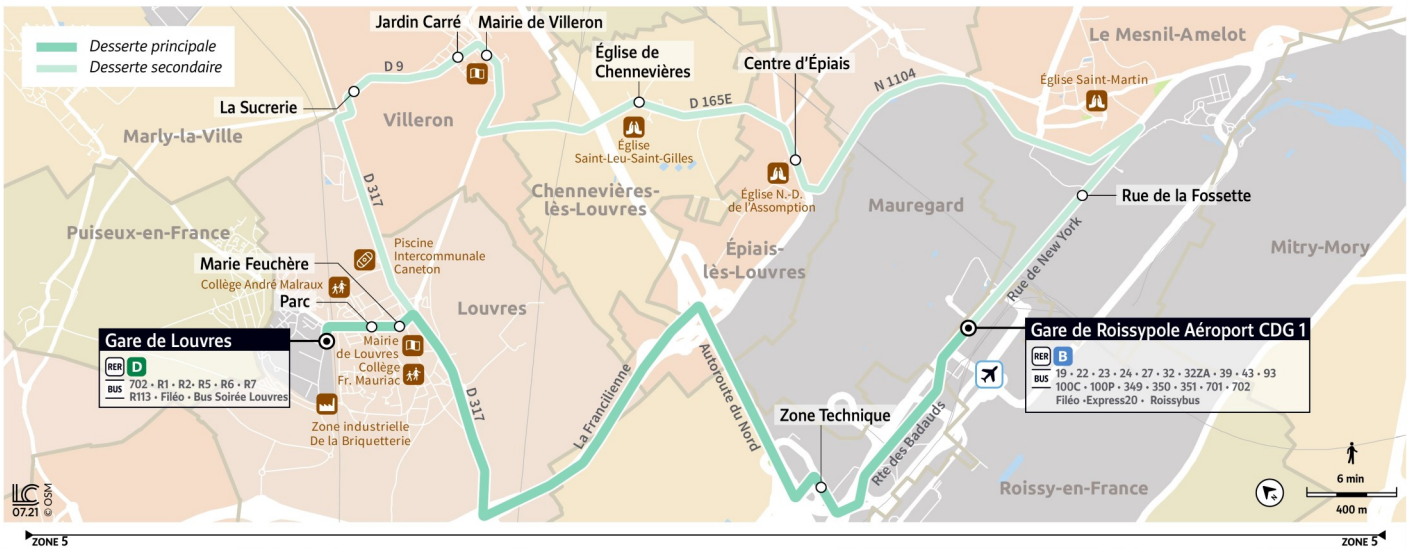 Desserte principale
Desserte secondaire
Jardin Carré
Mairie de Villeron
Église de
Chennevières
Centre d'Épiais
Le Mesnil-Amelot
Église Saint-Martin
D 9
D 165E
N 1104
La Sucrerie
Villeron
Marly-la-Ville
Église
Saint-Leu-Saint-Gilles
Église N.-D.
de l'Assomption
Chennevières-
lès-Louvres
D 317
Mauregard
Rue de la Fossette
Puiseux-en-France
Mitry-Mory
Épiais-
lès-Louvres
Piscine
Intercommunale
Caneton
Marie Feuchère
Collège André Malraux
Parc
Louvres
Rue de New York
Gare de Louvres
RER D
BUS
702 • R1 • R2 • R5 • R6 • R7
R113 • Filéo • Bus Soirée Louvres
Mairie
de Louvres
Collège
Fr. Mauriac
Zone industrielle
De la Briquetterie
D 317
La Francilienne
Autoroute du Nord
Gare de Roissypole Aéroport CDG 1
RER B
BUS
19 • 22 • 23 • 24 • 27 • 32 • 32ZA • 39 • 43 • 93
100C • 100P • 349 • 350 • 351 • 701 • 702
Filéo •Express20 • Roissybus
Zone Technique
Rte des Badauds
Roissy-en-France
6 min
400 m
N
LC
07.21
© OSM
ZONE 5
ZONE 5